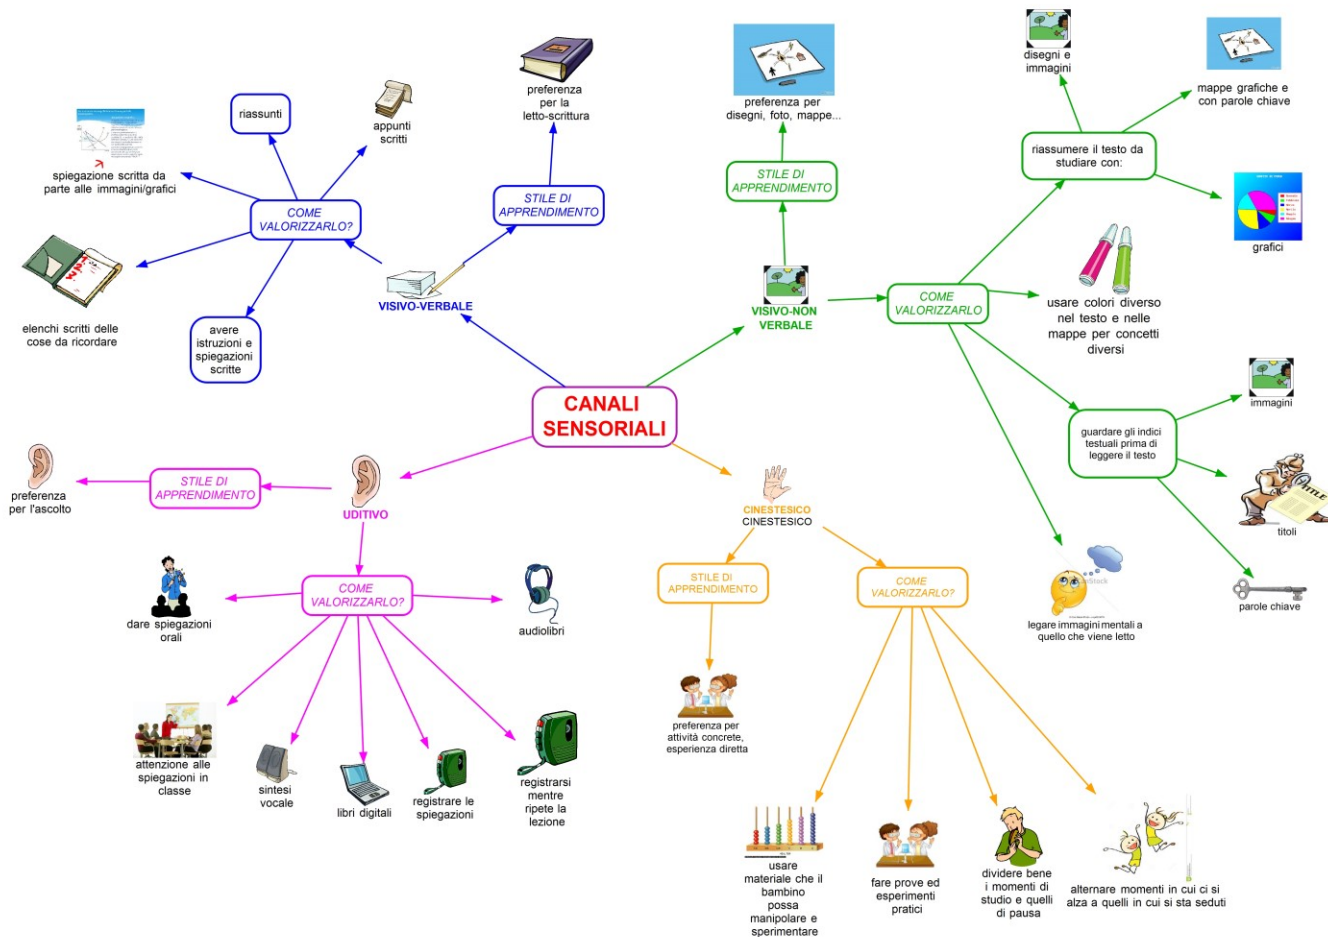 preferenza
per la
letto-scrittura
riassunti
appunti
scritti
spiegazione scritta da
parte alle immagini/grafici
COME
VALORIZZARLO?
STILE DI
APPRENDIMENTO
elenchi scritti delle
cose da ricordare
avere
istruzioni e
spiegazioni
scritte
VISIVO-VERBALE
preferenza per
disegni, foto, mappe...
STILE DI
APPRENDIMENTO
VISIVO-NON
VERBALE
COME
VALORIZZARLO
disegni e
immagini
mappe grafiche e
con parole chiave
riassumere il testo da
studiare con:
grafici
usare colori diverso
nel testo e nelle
mappe per concetti
diversi
immagini
guardare gli indici
testuali prima di
leggere il testo
TITLE
titoli
parole chiave
legare immagini mentali a
quello che viene letto
CANALI
SENSORIALI
preferenza
per l'ascolto
STILE DI
APPRENDIMENTO
UDITIVO
COME
VALORIZZARLO?
dare spiegazioni
orali
audiolibri
attenzione alle
spiegazioni in
classe
sintesi
vocale
libri digitali
registrare le
spiegazioni
registrarsi
mentre
ripete la
lezione
CINESTESICO
CINESTESICO
STILE DI
APPRENDIMENTO
COME
VALORIZZARLO?
preferenza per
attività concrete,
esperienza diretta
usare
materiale che il
bambino
possa
manipolare e
sperimentare
fare prove ed
esperimenti
pratici
dividere bene
i momenti di
studio e quelli
di pausa
alternare momenti in cui ci si
alza a quelli in cui si sta seduti